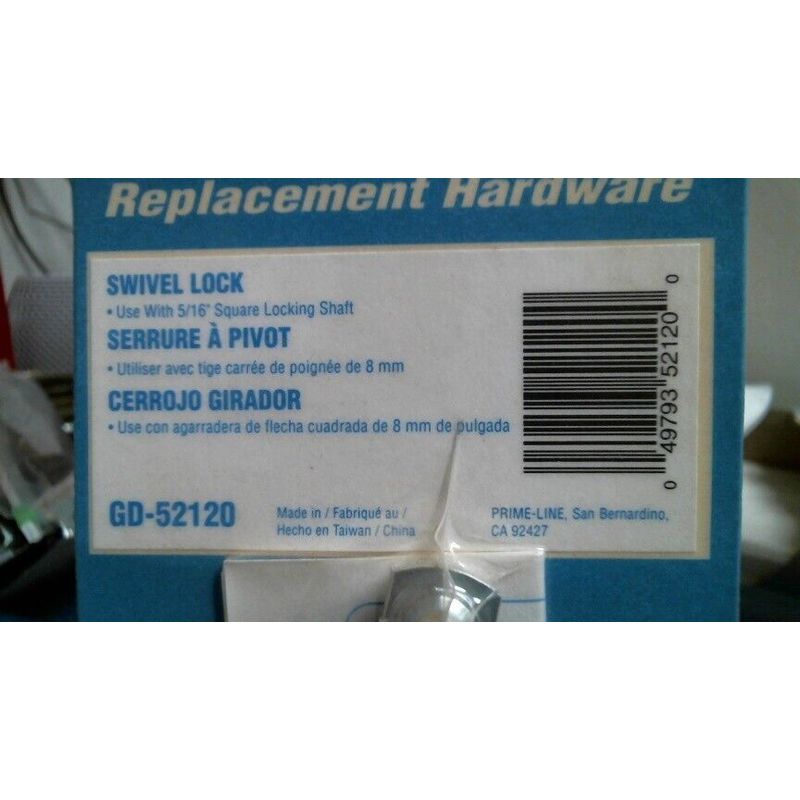 Replacement Hardware
SWIVEL LOCK
• Use With 5/16" Square Locking Shaft
SERRURE À PIVOT
• Utiliser avec tige carrée de poignée de 8 mm
CERROJO GIRADOR
• Use con agarradera de flecha cuadrada de 8 mm de pulgada
GD-52120
Made in / Fabriqué au /
Hecho en Taiwan / China
PRIME-LINE, San Bernardino,
CA 92427
0 49793 52120 0